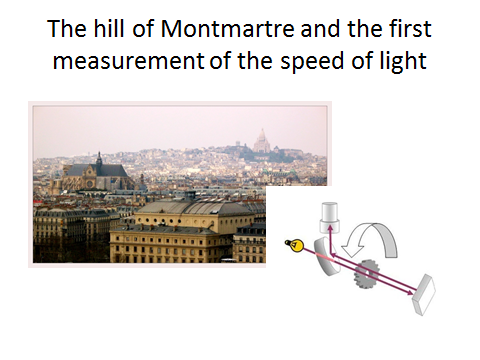 The hill of Montmartre and the first
measurement of the speed of light